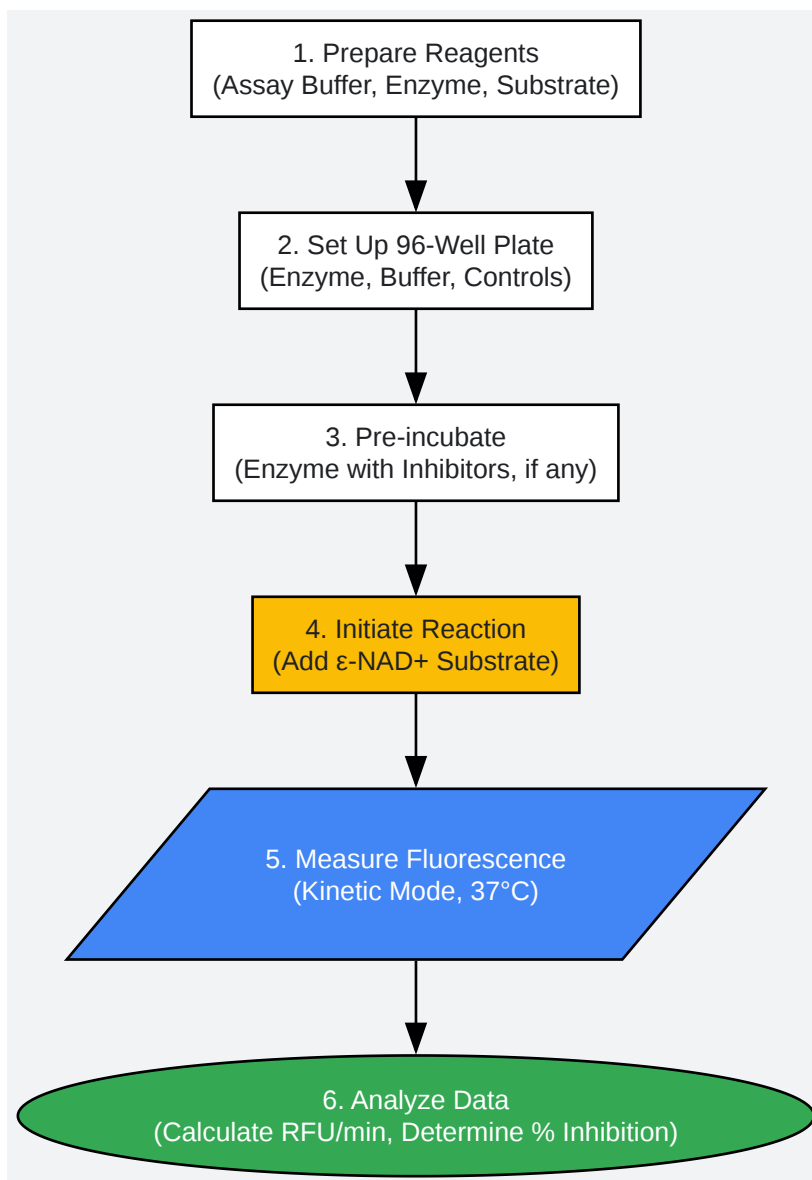 1. Prepare Reagents
(Assay Buffer, Enzyme, Substrate)
2. Set Up 96-Well Plate
(Enzyme, Buffer, Controls)
3. Pre-incubate
(Enzyme with Inhibitors, if any)
4. Initiate Reaction
(Add ε-NAD+ Substrate)
5. Measure Fluorescence
(Kinetic Mode, 37°C)
6. Analyze Data
(Calculate RFU/min, Determine % Inhibition)